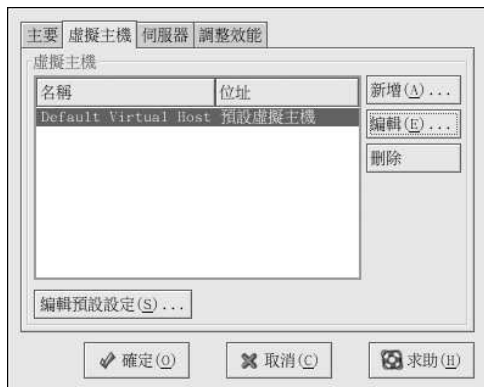 主要 虛擬主機 伺服器 調整效能
虛擬主機
名稱 位址 新增(A)...
Default Virtual Host 預設虛擬主機 編輯(E)...
刪除
編輯預設設定(S)...
確定(O) 取消(C) 求助(H)